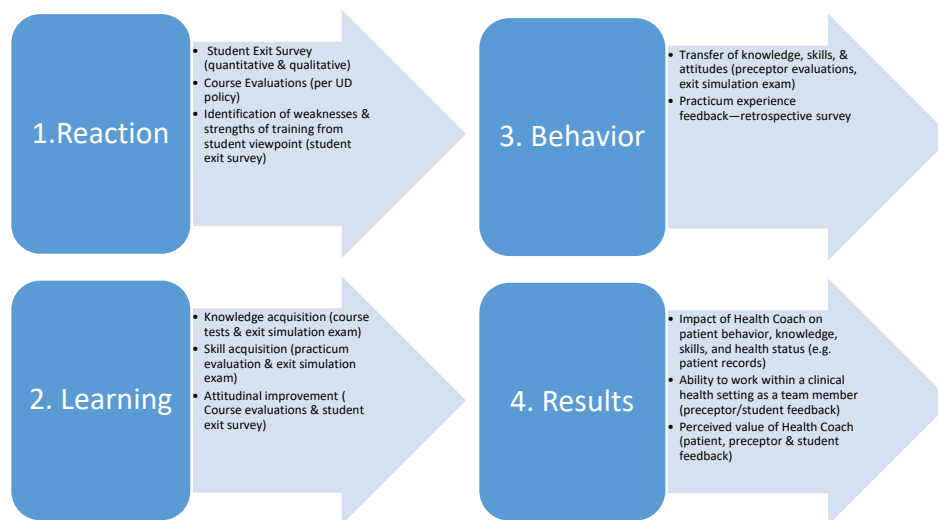 1.Reaction
• Student Exit Survey
(quantitative & qualitative)
• Course Evaluations (per UD
policy)
• Identification of weaknesses &
strengths of training from
student viewpoint (student
exit survey)
2. Learning
• Knowledge acquisition (course
tests & exit simulation exam)
• Skill acquisition (practicum
evaluation & exit simulation
exam)
• Attitudinal improvement (
Course evaluations & student
exit survey)
3. Behavior
• Transfer of knowledge, skills, &
attitudes (preceptor evaluations,
exit simulation exam)
• Practicum experience
feedback—retrospective survey
4. Results
• Impact of Health Coach on
patient behavior, knowledge,
skills, and health status (e.g.
patient records)
• Ability to work within a clinical
health setting as a team member
(preceptor/student feedback)
• Perceived value of Health Coach
(patient, preceptor & student
feedback)